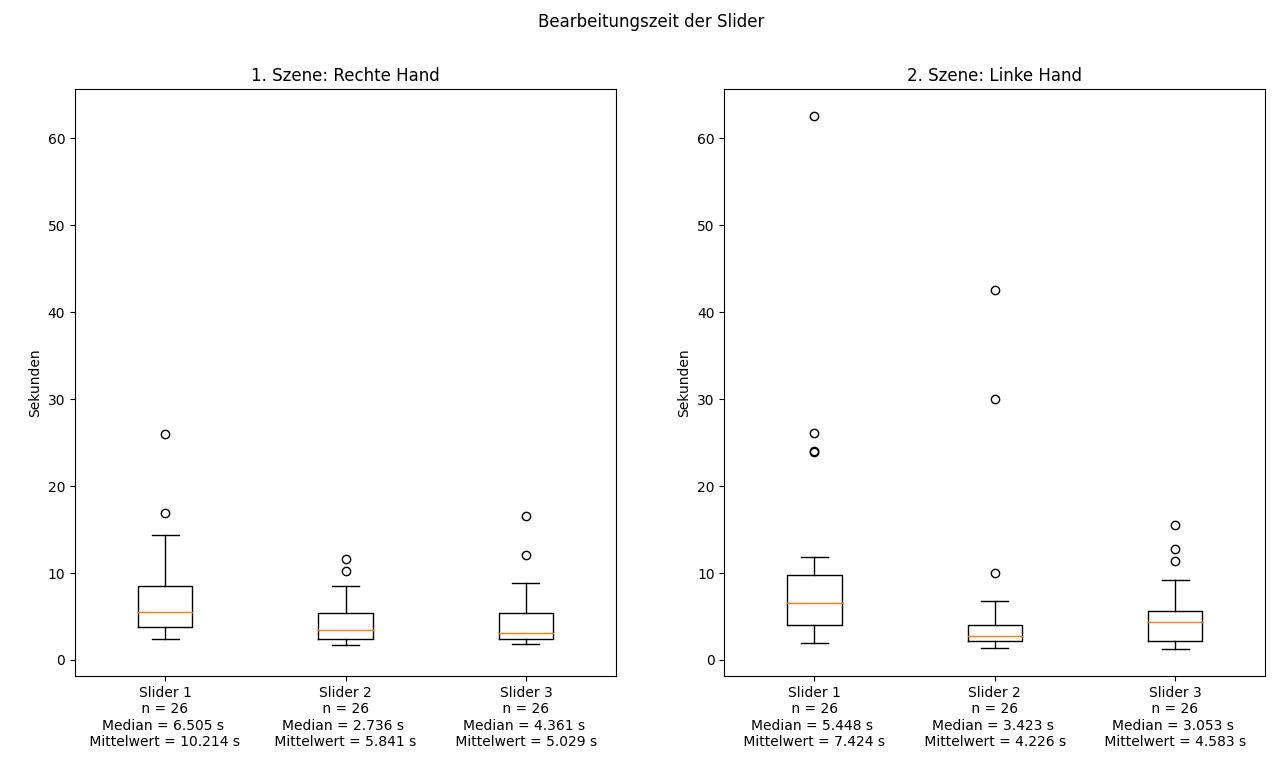 Bearbeitungszeit der Slider
1. Szene: Rechte Hand
Sekunden
60
50
40
30
20
10
0
Slider 1
n = 26
Median = 6.505 s
Mittelwert = 10.214 s
Slider 2
n = 26
Median = 2.736 s
Mittelwert = 5.841 s
Slider 3
n = 26
Median = 4.361 s
Mittelwert = 5.029 s
2. Szene: Linke Hand
Sekunden
60
50
40
30
20
10
0
Slider 1
n = 26
Median = 5.448 s
Mittelwert = 7.424 s
Slider 2
n = 26
Median = 3.423 s
Mittelwert = 4.226 s
Slider 3
n = 26
Median = 3.053 s
Mittelwert = 4.583 s